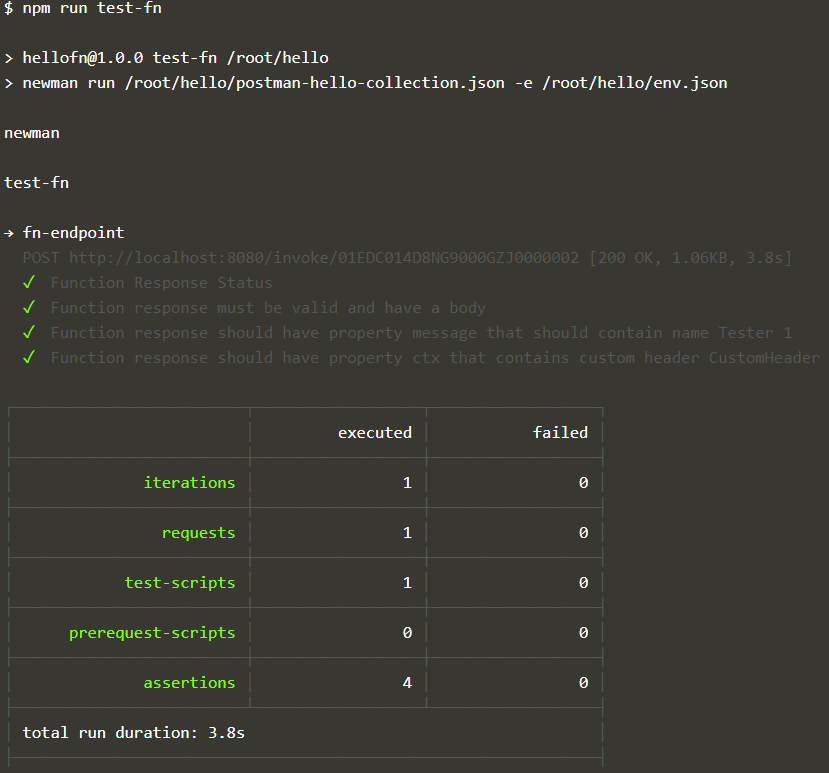 $ npm run test-fn
> hellofn@1.0.0 test-fn /root/hello
> newman run /root/hello/postman-hello-collection.json -e /root/hello/env.json
newman
test-fn
→ fn-endpoint
POST http://localhost:8080/invoke/01EDC014D8NG9000GZJ0000002 [200 OK, 1.06KB, 3.8s]
✓ Function Response Status
✓ Function response must be valid and have a body
✓ Function response should have property message that should contain name Tester 1
✓ Function response should have property ctx that contains custom header CustomHeader
executed failed
iterations 1 0
requests 1 0
test-scripts 1 0
prerequest-scripts 0 0
assertions 4 0
total run duration: 3.8s